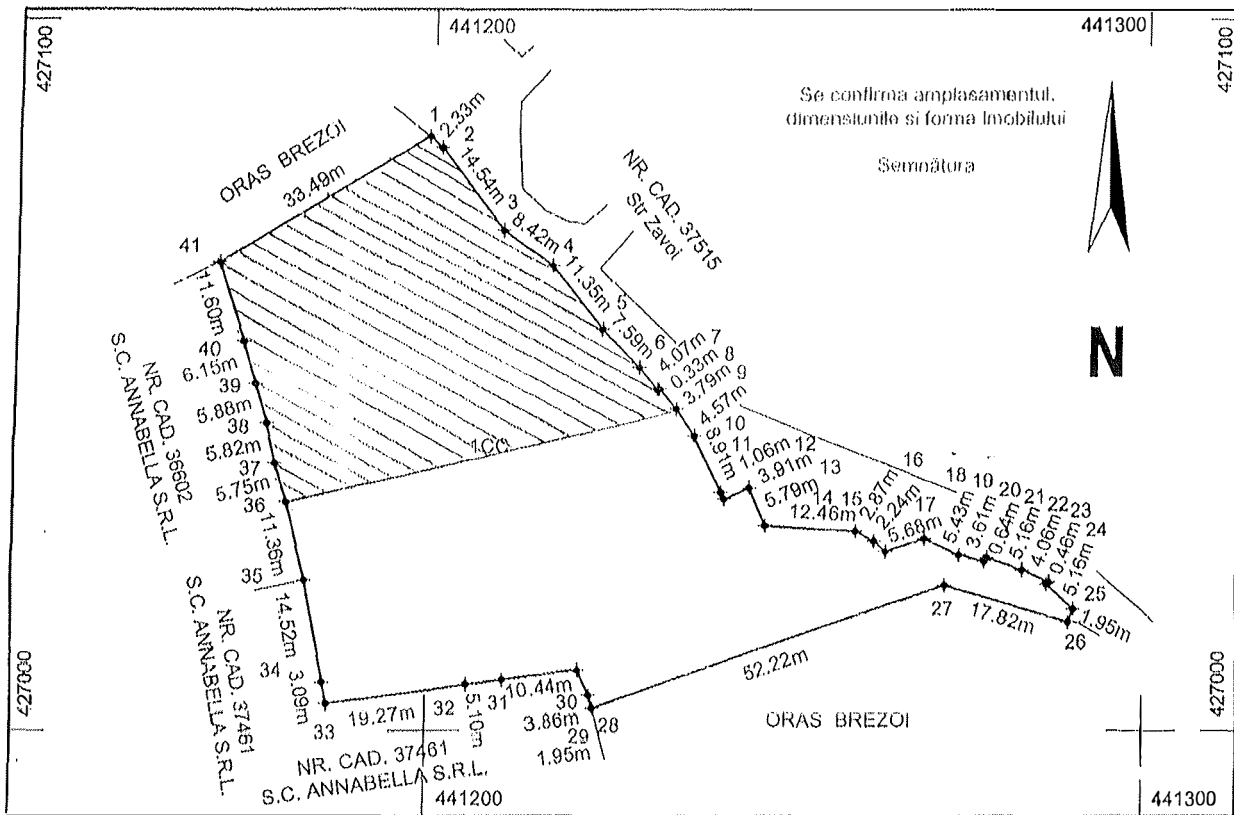 441200
441300
427100
427100
Se confirma amplasamentul,
dimensiunile si forma Imobilului
Semnătura
ORAS BREZOI
33.49m
1
2.33m
2
14.54m
3
8.42m
4
11.35m
5
7.59m
6
4.07m
7
0.33m
8
3.79m
9
4.57m
10
11
1.06m
12
3.91m
13
5.79m
14
12.46m
15
2.87m
16
2.24m
17
5.68m
18
5.43m
19
3.61m
20
0.64m
21
5.16m
22
4.06m
23
0.46m
24
5.16m
25
1.95m
26
17.82m
27
52.22m
28
1.95m
29
3.86m
30
10.44m
31
5.10m
32
19.27m
33
3.09m
34
14.52m
35
11.36m
36
5.75m
37
5.82m
38
5.88m
39
6.15m
40
11.60m
41
NR. CAD. 37515
Str Zavoi
N
1CC
NR. CAD. 36602
S.C. ANNABELLA S.R.L.
NR. CAD. 37461
S.C. ANNABELLA S.R.L.
NR. CAD. 37461
S.C. ANNABELLA S.R.L.
ORAS BREZOI
427000
427000
441200
441300